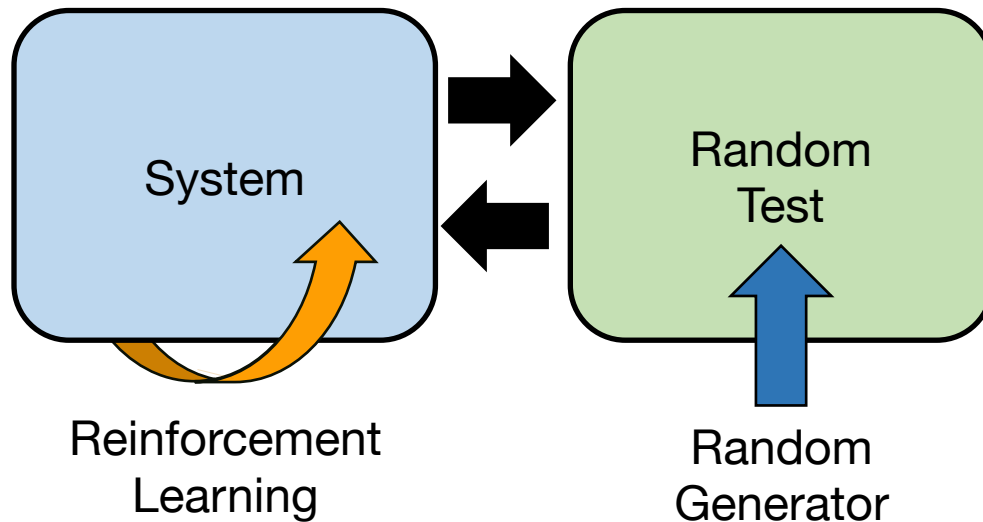 System
Random
Test
Reinforcement
Learning
Random
Generator